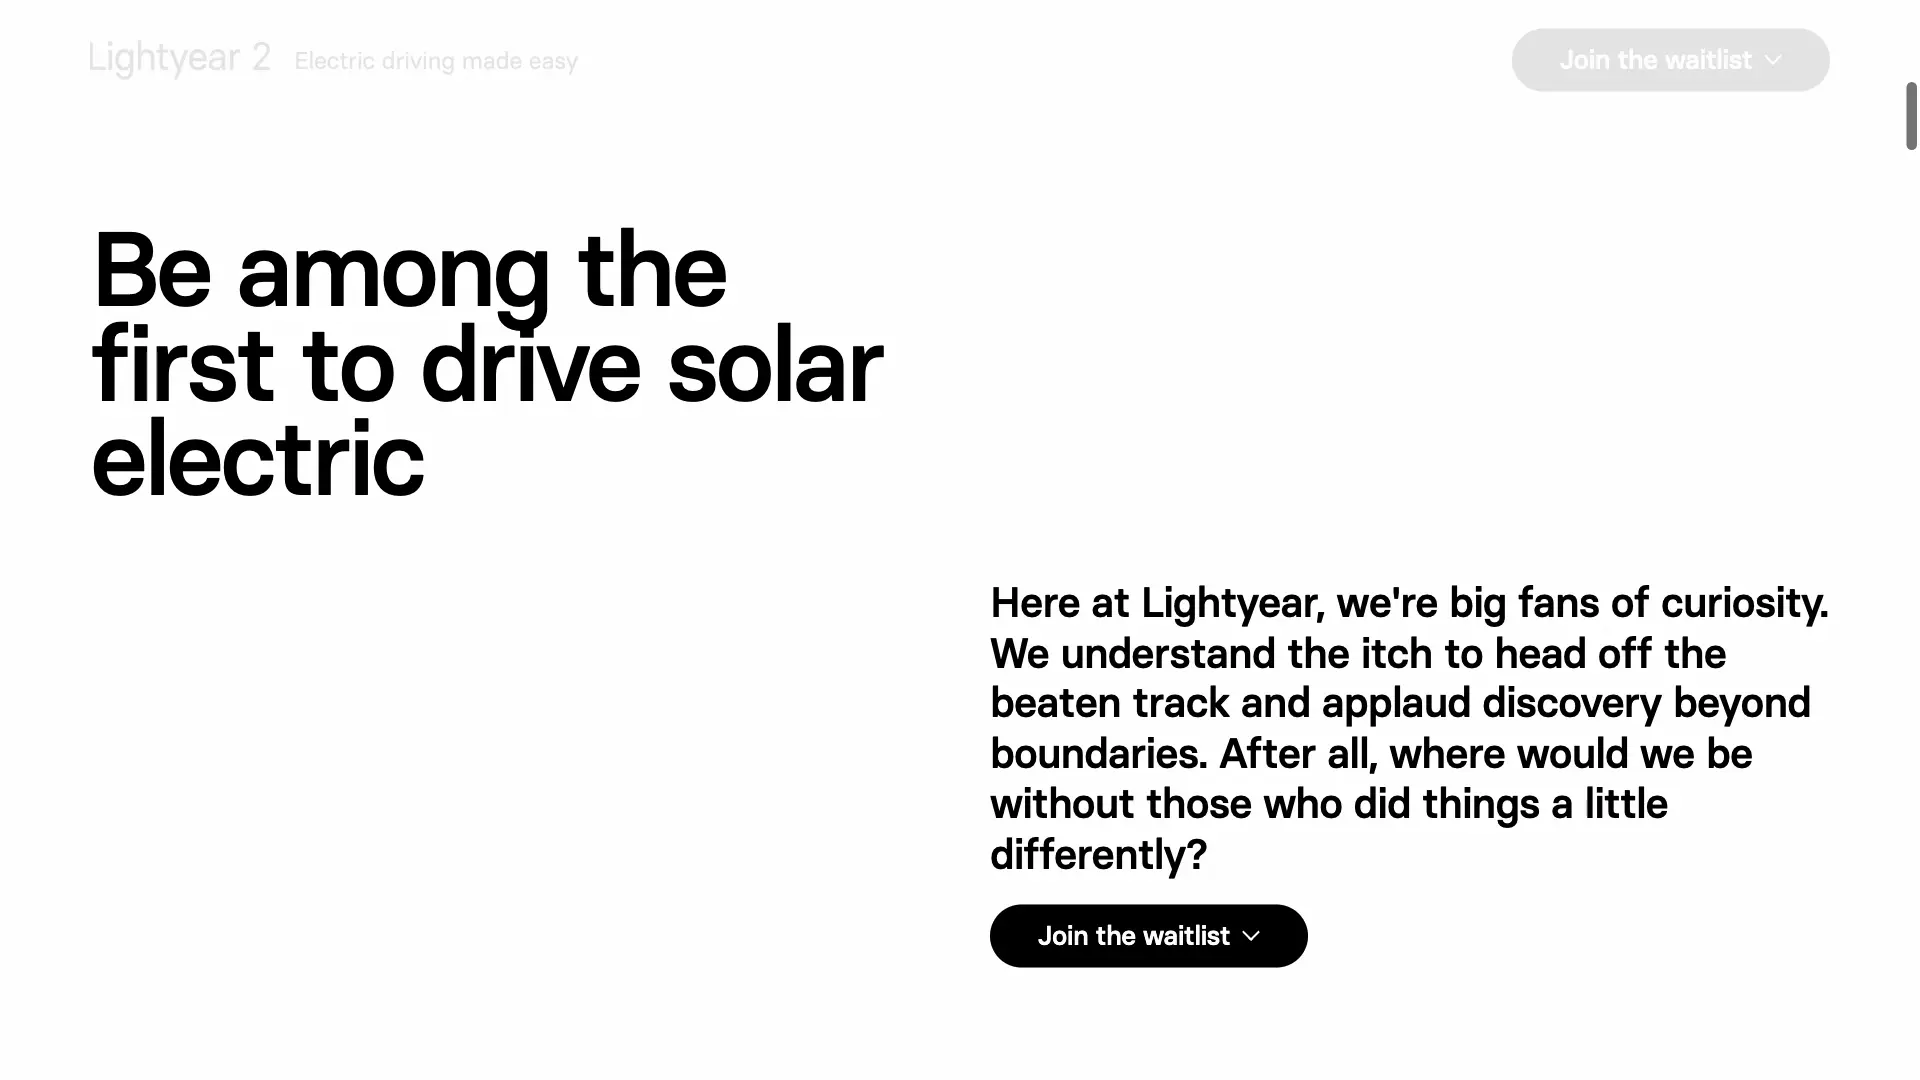 Lightyear 2 Electric driving made easy
Join the waitlist
Be among the
first to drive solar
electric
Here at Lightyear, we're big fans of curiosity.
We understand the itch to head off the
beaten track and applaud discovery beyond
boundaries. After all, where would we be
without those who did things a little
differently?
Join the waitlist